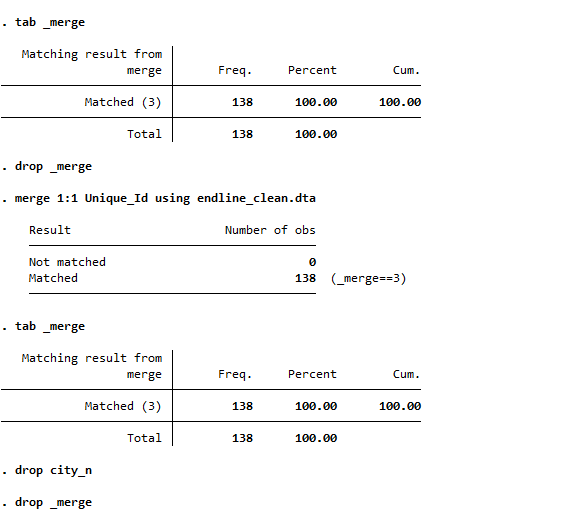 . tab _merge
Matching result from
merge Freq. Percent Cum.
Matched (3) 138 100.00 100.00
Total 138 100.00
. drop _merge
. merge 1:1 Unique_Id using endline_clean.dta
Result Number of obs
Not matched 0
Matched 138 (_merge==3)
. tab _merge
Matching result from
merge Freq. Percent Cum.
Matched (3) 138 100.00 100.00
Total 138 100.00
. drop city_n
. drop _merge